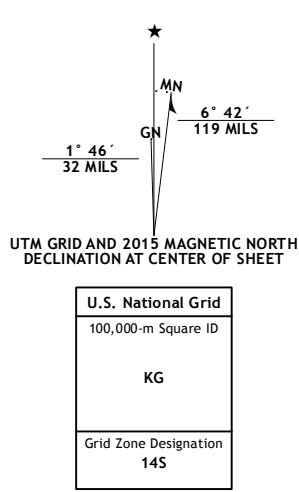 ★
MN
GN
6° 42´
119 MILS
1° 46´
32 MILS
UTM GRID AND 2015 MAGNETIC NORTH
DECLINATION AT CENTER OF SHEET
U.S. National Grid
100,000-m Square ID
KG
Grid Zone Designation
14S